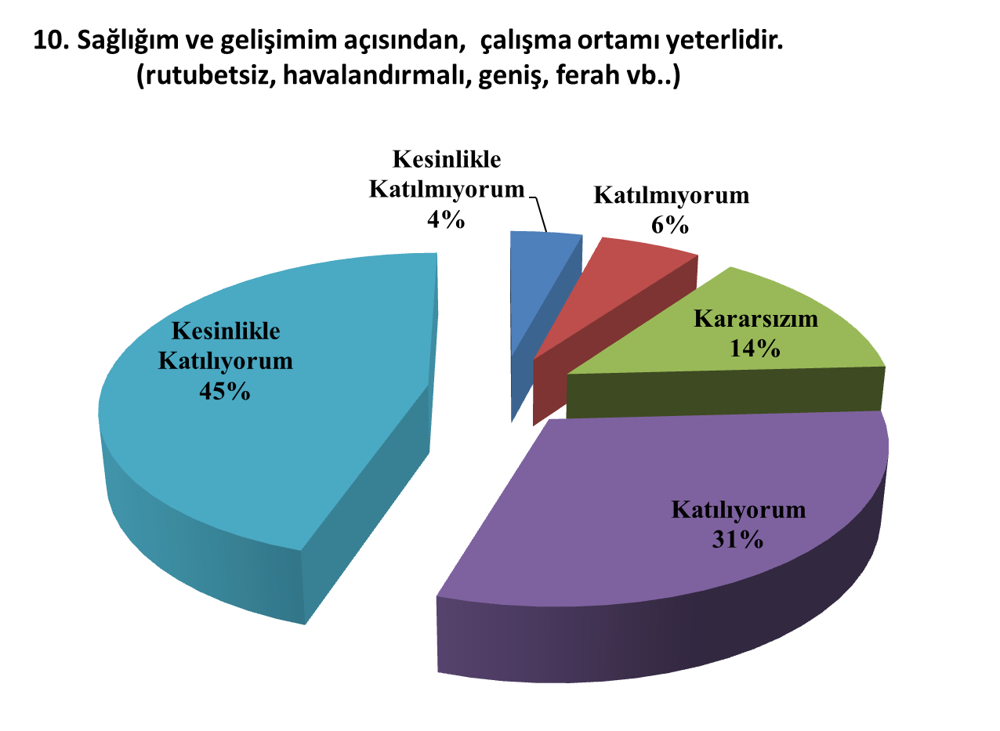 10. Sağlığım ve gelişimim açısından,  çalışma ortamı yeterlidir.
(rutubetsiz, havalandırmalı, geniş, ferah vb..)
Kesinlikle
Katılmıyorum
4%
Katılmıyorum
6%
Kararsızım
14%
Kesinlikle
Katılıyorum
45%
Katılıyorum
31%